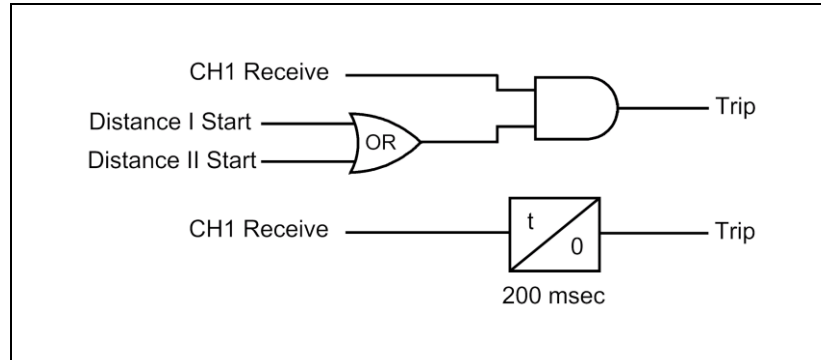 CH1 Receive
Trip
Distance I Start
OR
Distance II Start
CH1 Receive
t
0
Trip
200 msec